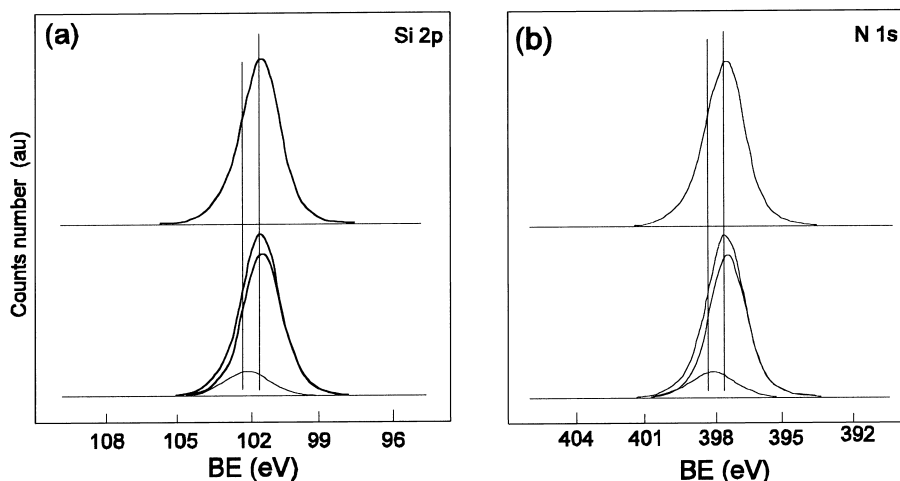 (a)
Si 2p
Counts number (au)
108 105 102 99 96
BE (eV)
(b)
N 1s
404 401 398 395 392
BE (eV)